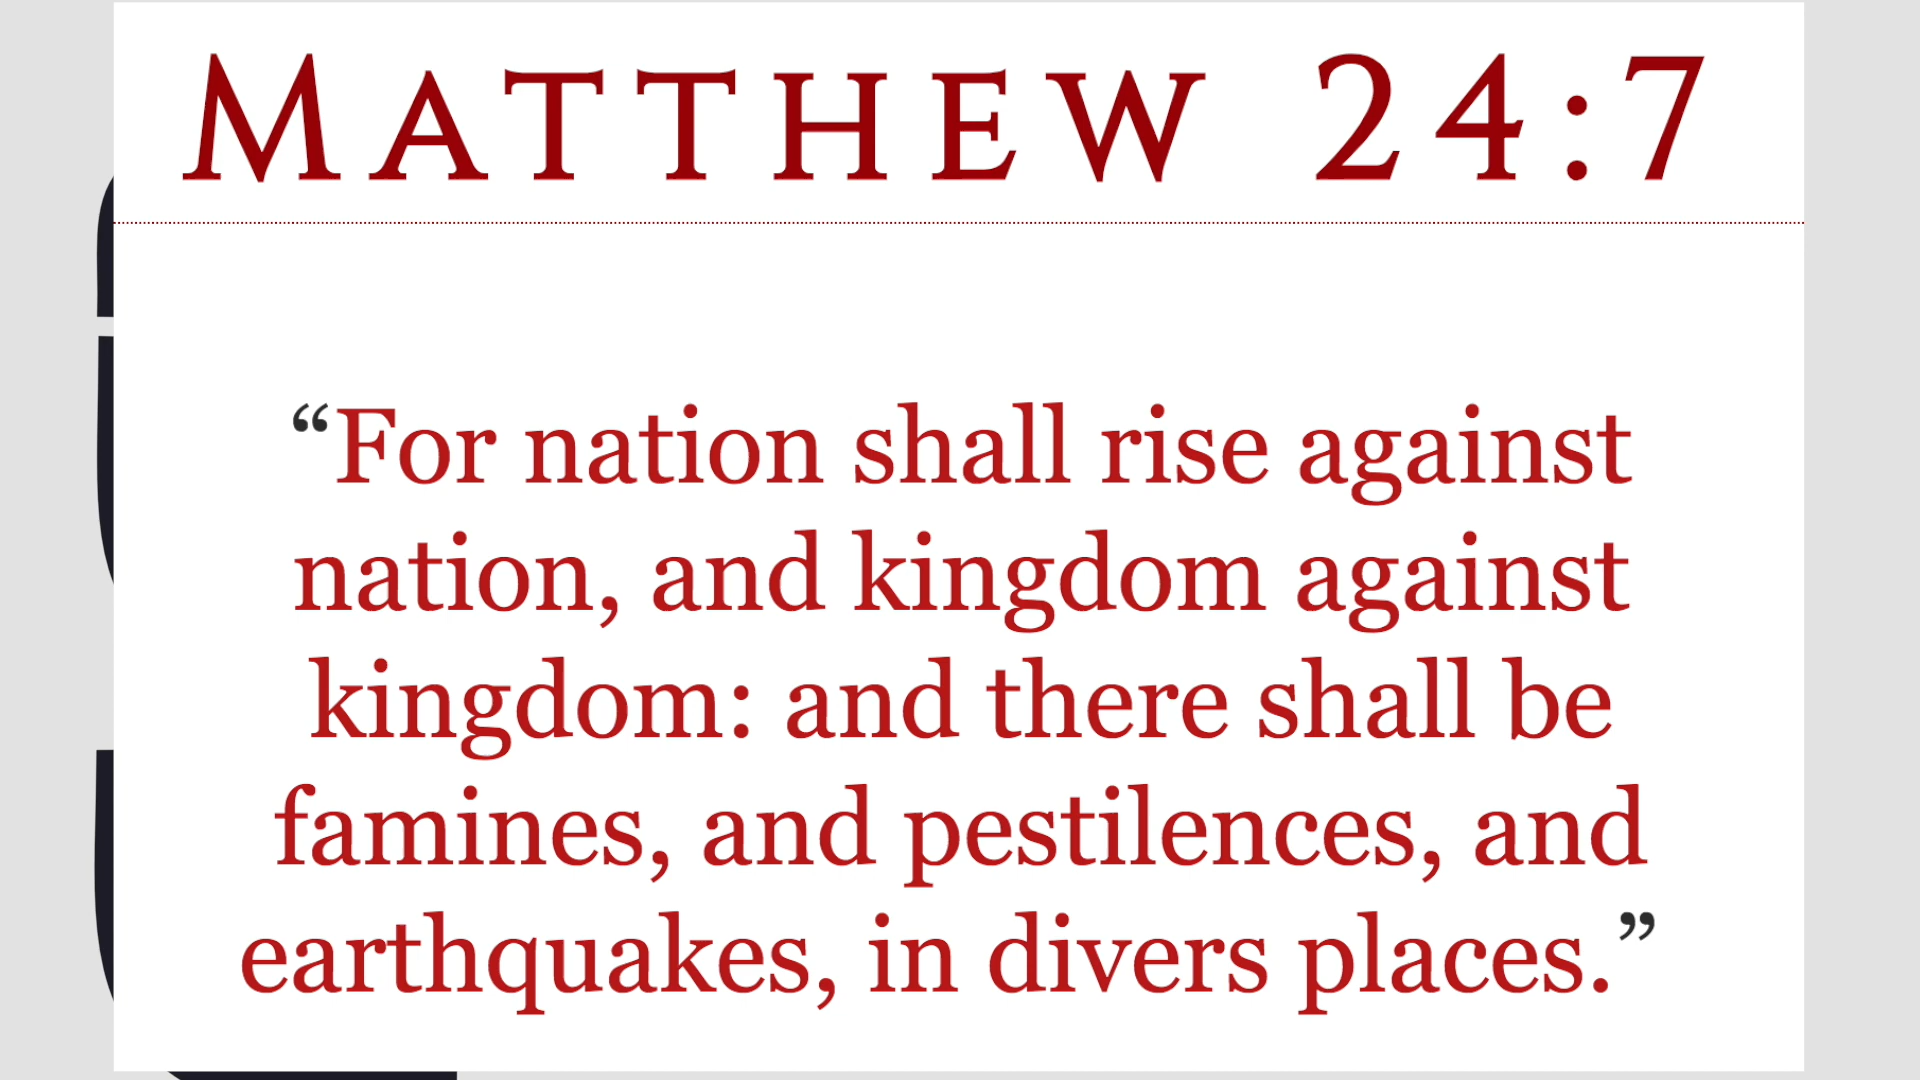 MATTHEW 24:7
“For nation shall rise against
nation, and kingdom against
kingdom: and there shall be
famines, and pestilences, and
earthquakes, in divers places.”